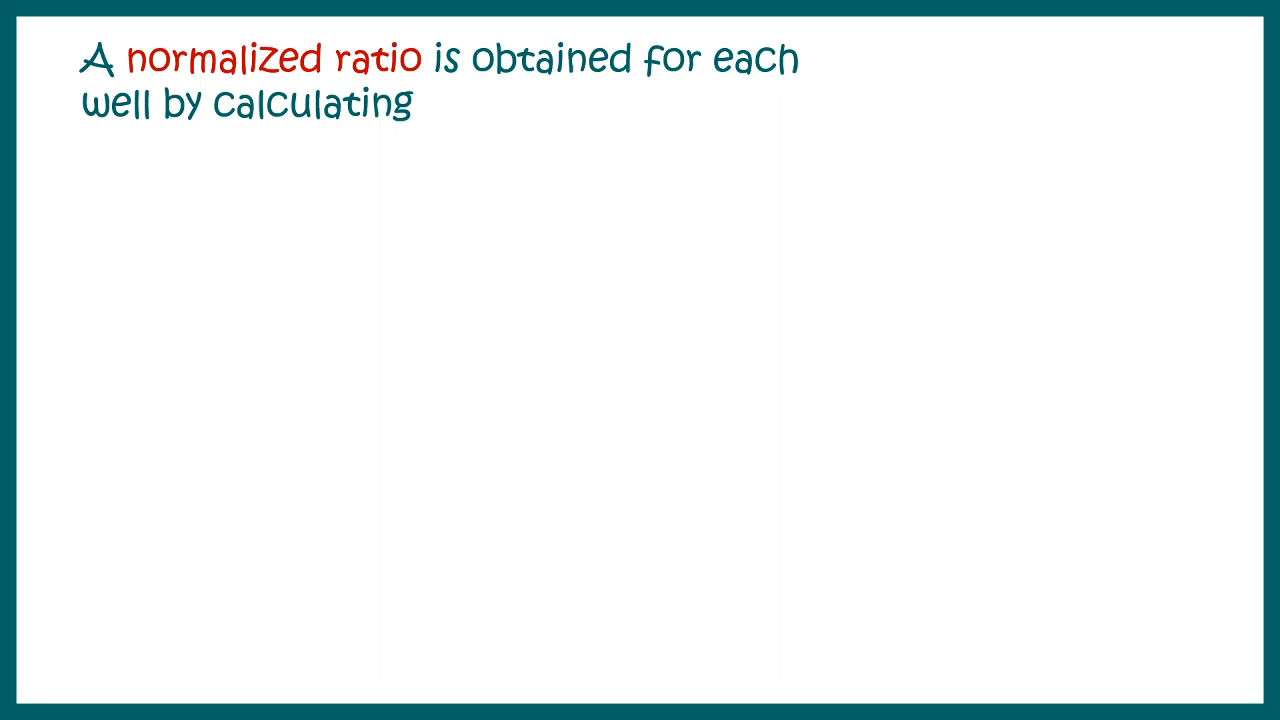 A normalized ratio is obtained for each
well by calculating